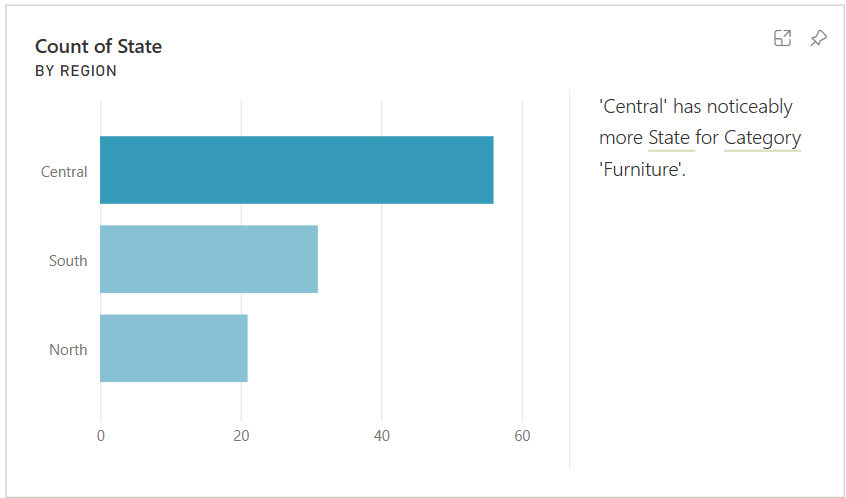 Count of State
BY REGION
'Central' has noticeably
more State for Category
'Furniture'.
Central
South
North
0 20 40 60